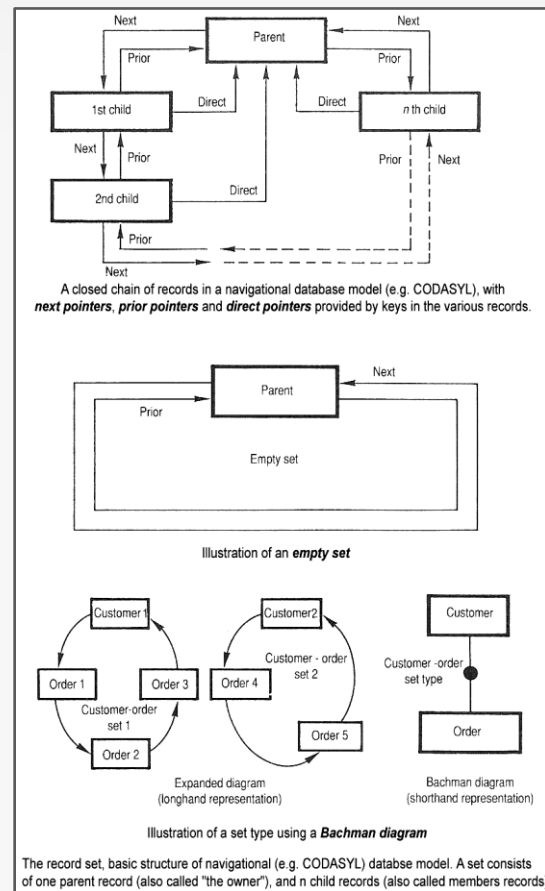 Next
Parent
Next
Prior
Prior
1st child
Direct
Direct
n th child
Next
Prior
Prior
Next
2nd child
Direct
Prior
Next
A closed chain of records in a navigational database model (e.g. CODASYL), with
next pointers, prior pointers and direct pointers provided by keys in the various records.
Parent
Next
Prior
Empty set
Illustration of an empty set
Customer 1
Order 1
Order 3
Customer-order
set 1
Order 2
Customer2
Customer - order
set 2
Order 4
Order 5
Customer
Customer -order
set type
Order
Expanded diagram
(longhand representation)
Bachman diagram
(shorthand representation)
Illustration of a set type using a Bachman diagram
The record set, basic structure of navigational (e.g. CODASYL) databse model. A set consists
of one parent record (also called "the owner"), and n child records (also called members records